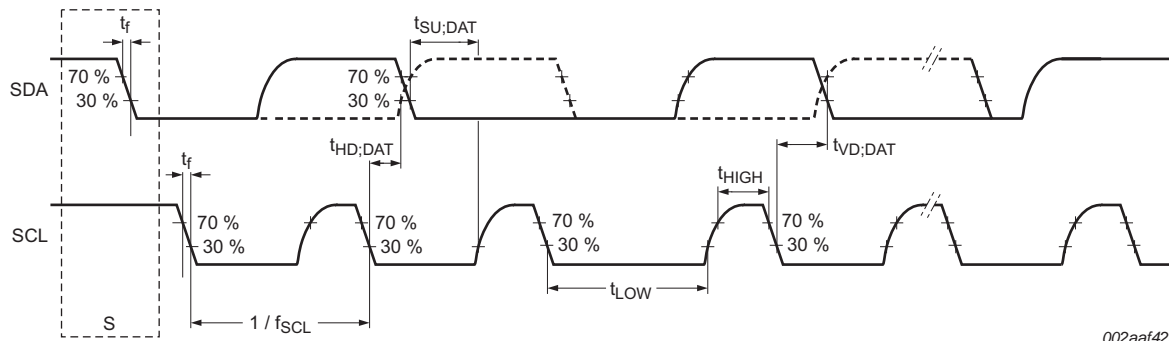 tf
tSU;DAT
70 %
30 %
SDA
70 %
30 %
tHD;DAT
tVD;DAT
tf
tHIGH
SCL
70 %
30 %
70 %
30 %
70 %
30 %
70 %
30 %
tLOW
S
1 / fSCL
002aaf42